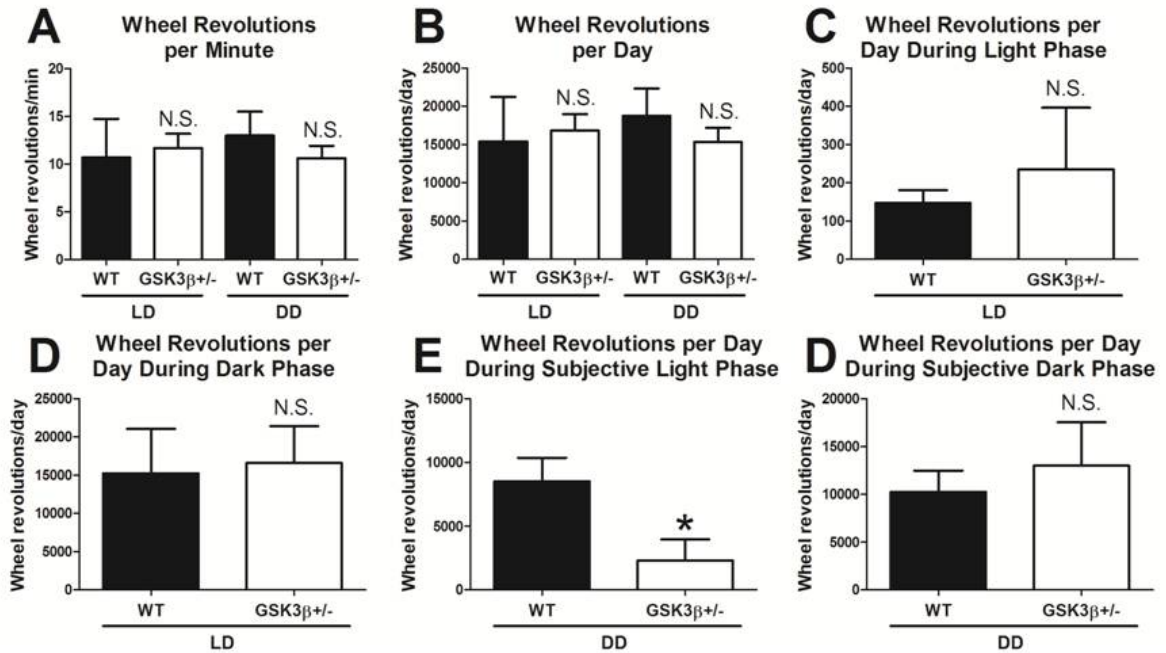 A
Wheel Revolutions
per Minute
Wheel revolutions/min
20
15
10
5
0
N.S.
N.S.
WT
GSK3β+/-
WT
GSK3β+/-
LD
DD
B
Wheel Revolutions
per Day
Wheel revolutions/day
25000
20000
15000
10000
5000
0
N.S.
N.S.
WT
GSK3β+/-
WT
GSK3β+/-
LD
DD
C
Wheel Revolutions per
Day During Light Phase
Wheel revolutions/day
500
400
300
200
100
0
N.S.
WT
GSK3β+/-
LD
D
Wheel Revolutions per
Day During Dark Phase
Wheel revolutions/day
25000
20000
15000
10000
5000
0
N.S.
WT
GSK3β+/-
LD
E
Wheel Revolutions per Day
During Subjective Light Phase
Wheel revolutions/day
15000
10000
5000
0
*
WT
GSK3β+/-
DD
D
Wheel Revolutions per Day
During Subjective Dark Phase
Wheel revolutions/day
20000
15000
10000
5000
0
N.S.
WT
GSK3β+/-
DD